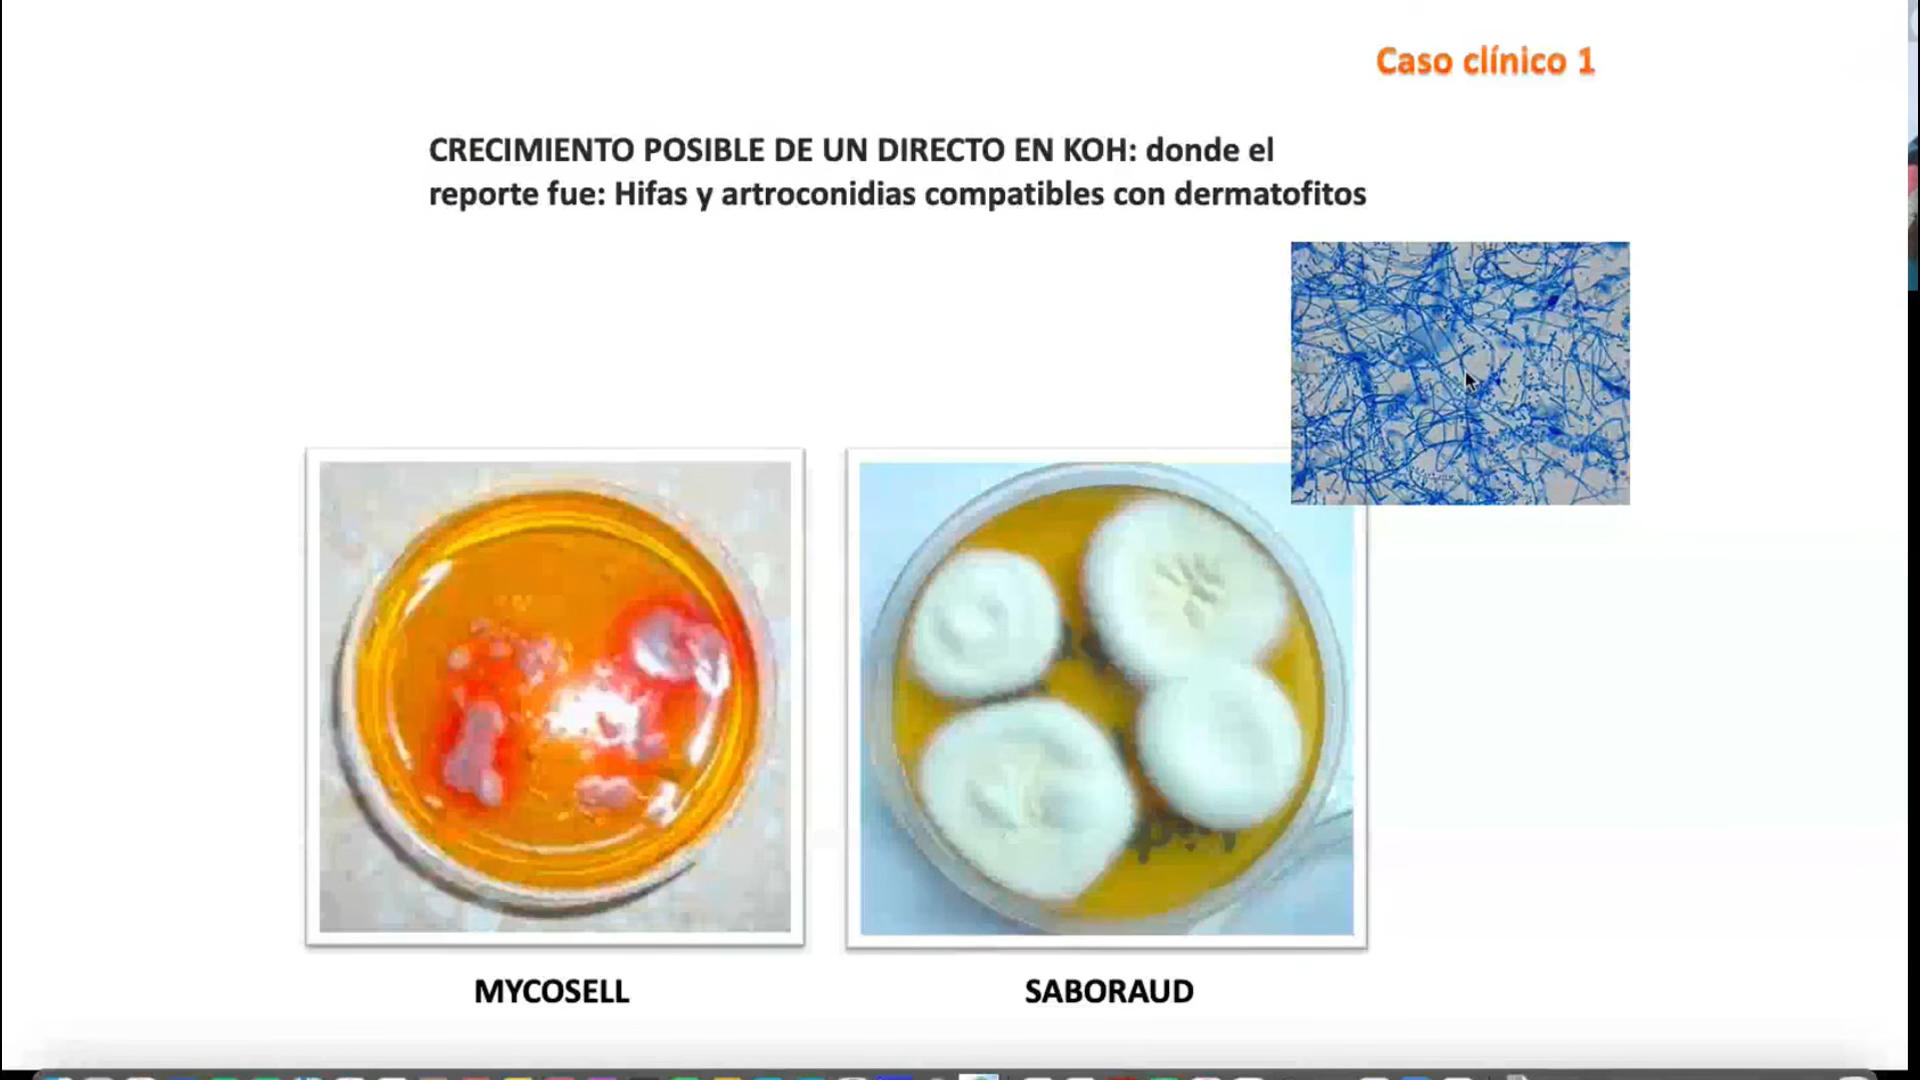 Caso clínico 1
CRECIMIENTO POSIBLE DE UN DIRECTO EN KOH: donde el
reporte fue: Hifas y artroconidias compatibles con dermatofitos
MYCOSELL
SABORAUD